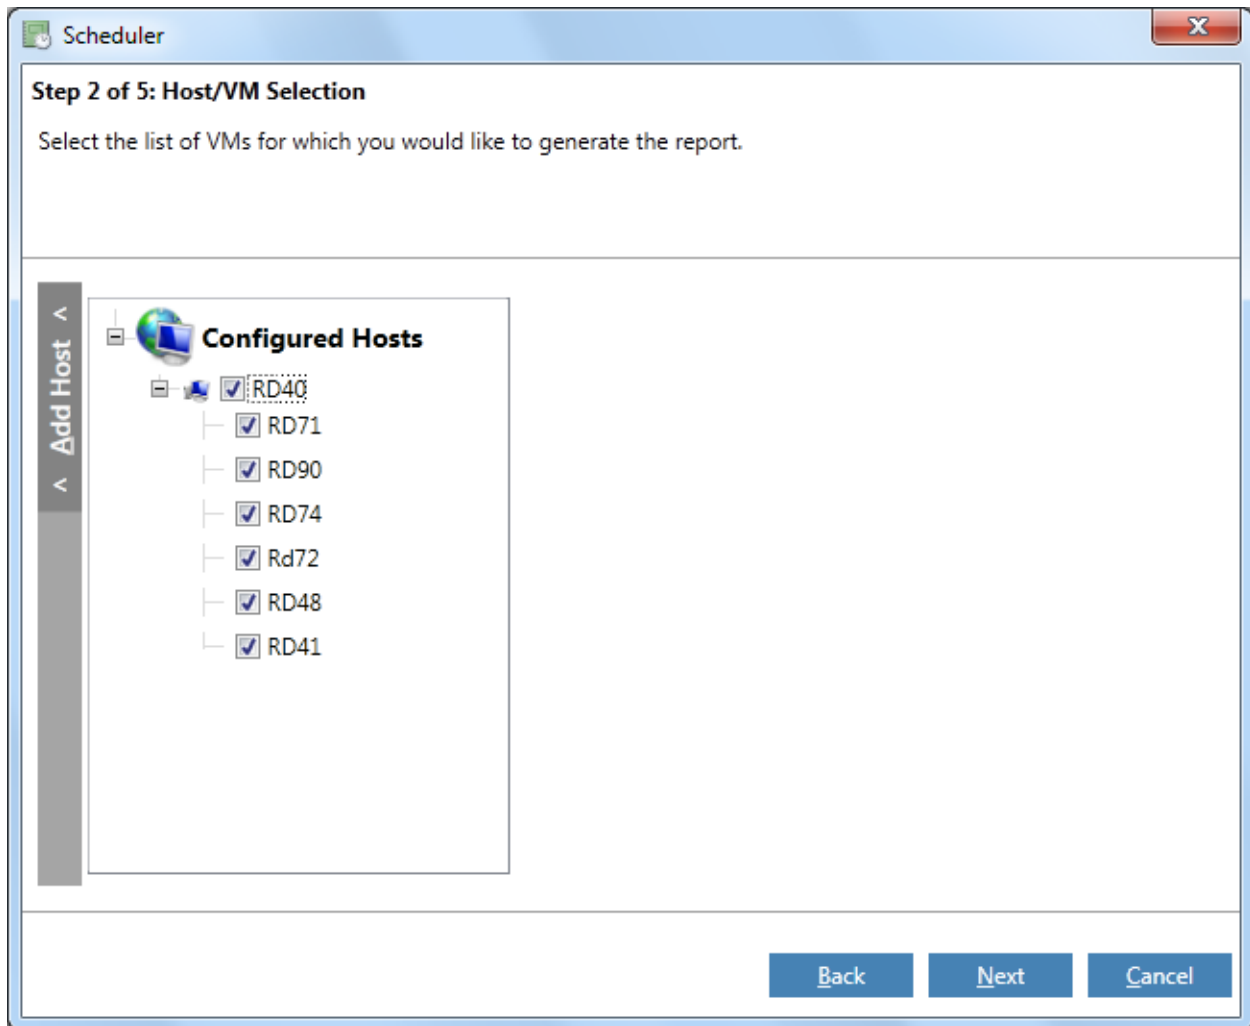 Scheduler
X
Step 2 of 5: Host/VM Selection
Select the list of VMs for which you would like to generate the report.
< Add Host <
Configured Hosts
RD40
RD71
RD90
RD74
Rd72
RD48
RD41
Back Next Cancel